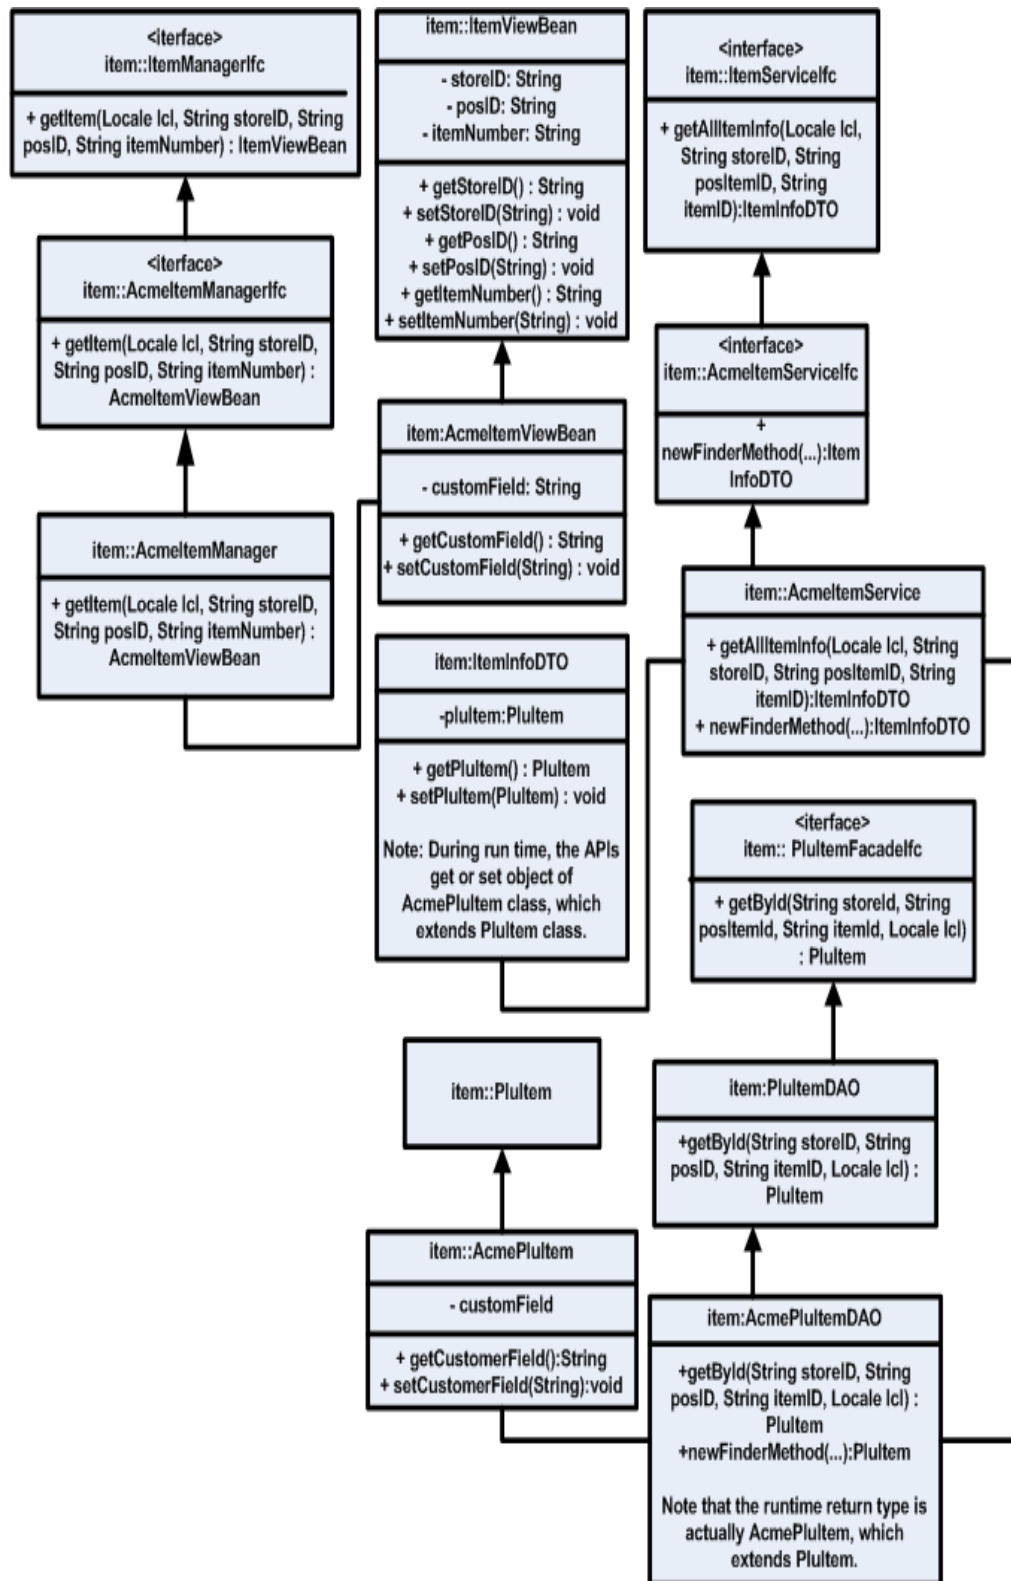 <iterface>
item::ItemManagerIfc
+ getItem(Locale lcl, String storeID, String
posID, String itemNumber) : ItemViewBean
<iterface>
item::AcmeItemManagerIfc
+ getItem(Locale lcl, String storeID,
String posID, String itemNumber) :
AcmeItemViewBean
item::AcmeItemManager
+ getItem(Locale lcl, String storeID,
String posID, String itemNumber) :
AcmeItemViewBean
item::ItemViewBean
- storeID: String
- posID: String
- itemNumber: String
+ getStoreID() : String
+ setStoreID(String) : void
+ getPosID() : String
+ setPosID(String) : void
+ getItemNumber() : String
+ setItemNumber(String) : void
item:AcmeItemViewBean
- customField: String
+ getCustomField() : String
+ setCustomField(String) : void
item:ItemInfoDTO
-pluItem:PluItem
+ getPluItem() : PluItem
+ setPluItem(PluItem) : void
Note: During run time, the APIs
get or set object of
AcmePluItem class, which
extends PluItem class.
item::PluItem
item::AcmePluItem
- customField
+ getCustomerField():String
+ setCustomerField(String):void
<interface>
item::ItemServiceIfc
+ getAllItemInfo(Locale lcl,
String storeID, String
posItemID, String
itemID):ItemInfoDTO
<interface>
item::AcmeItemServiceIfc
+
newFinderMethod(...):Item
InfoDTO
item::AcmeItemService
+ getAllItemInfo(Locale lcl, String
storeID, String posItemID, String
itemID):ItemInfoDTO
+ newFinderMethod(...):ItemInfoDTO
<iterface>
item:: PluItemFacadeIfc
+ getById(String storeId, String
posItemId, String itemId, Locale lcl)
: PluItem
item:PluItemDAO
+getById(String storeID, String
posID, String itemID, Locale lcl) :
PluItem
item:AcmePluItemDAO
+getById(String storeID, String
posID, String itemID, Locale lcl) :
PluItem
+newFinderMethod(...):PluItem
Note that the runtime return type is
actually AcmePluItem, which
extends PluItem.